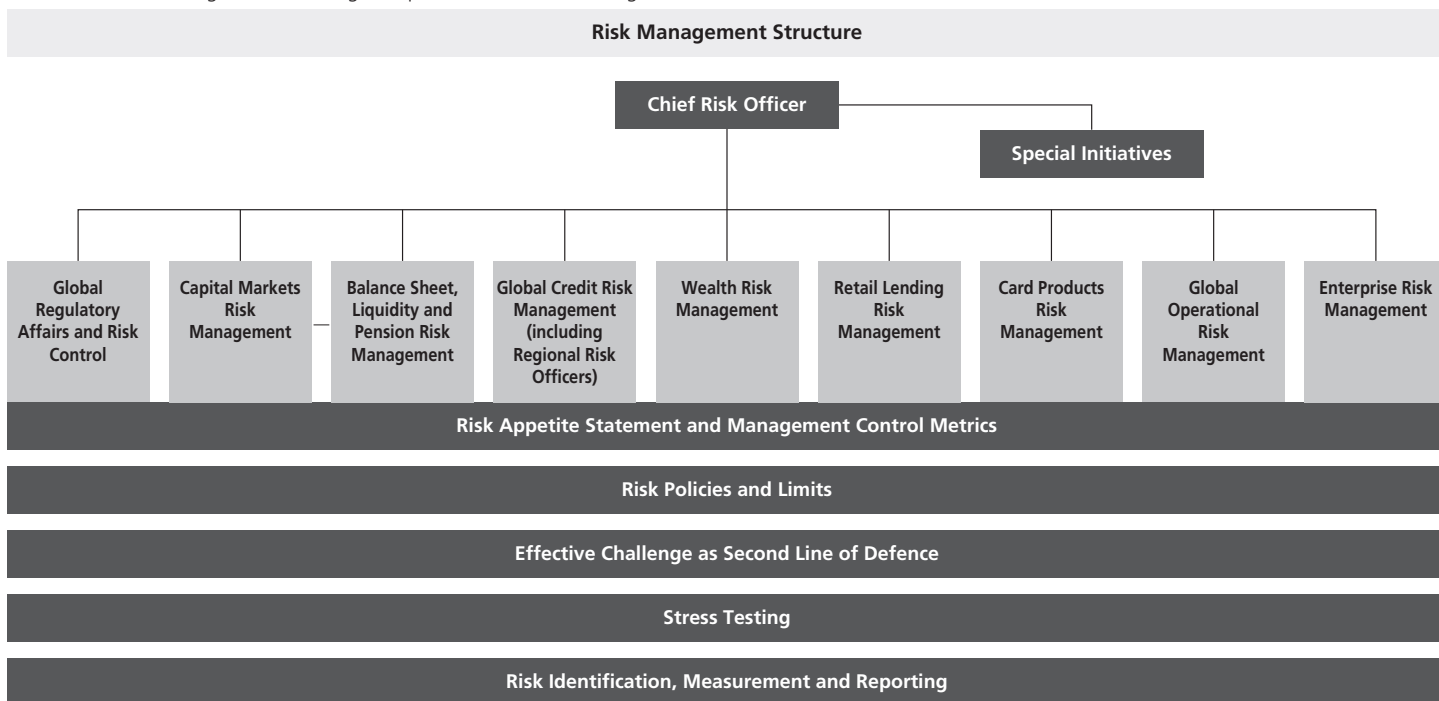 Risk Management Structure
Chief Risk Officer
Special Initiatives
Global
Regulatory
Affairs and Risk
Control
Capital Markets
Risk
Management
Balance Sheet,
Liquidity and
Pension Risk
Management
Global Credit Risk
Management
(including
Regional Risk
Officers)
Wealth Risk
Management
Retail Lending
Risk
Management
Card Products
Risk
Management
Global
Operational
Risk
Management
Enterprise Risk
Management
Risk Appetite Statement and Management Control Metrics
Risk Policies and Limits
Effective Challenge as Second Line of Defence
Stress Testing
Risk Identification, Measurement and Reporting